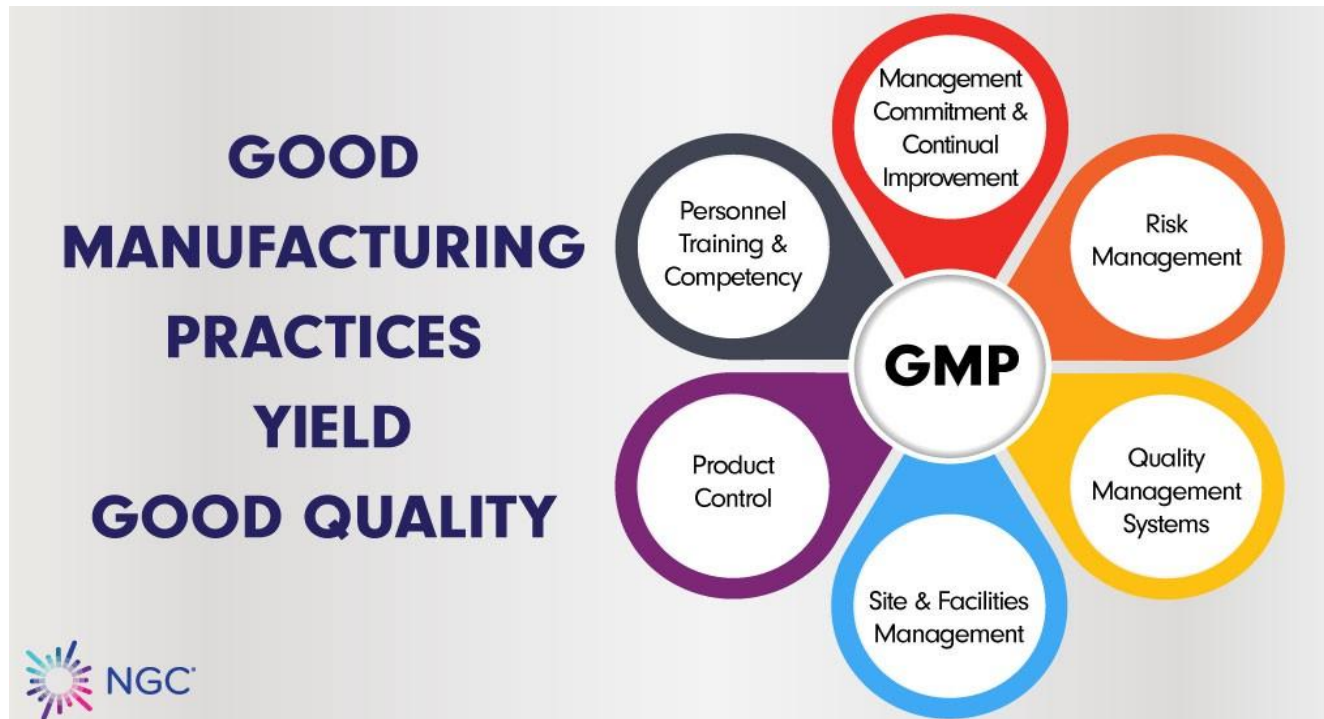 GOOD
MANUFACTURING
PRACTICES
YIELD
GOOD QUALITY
Management
Commitment &
Continual
Improvement
Risk
Management
Quality
Management
Systems
Site & Facilities
Management
Product
Control
Personnel
Training &
Competency
GMP
NGC